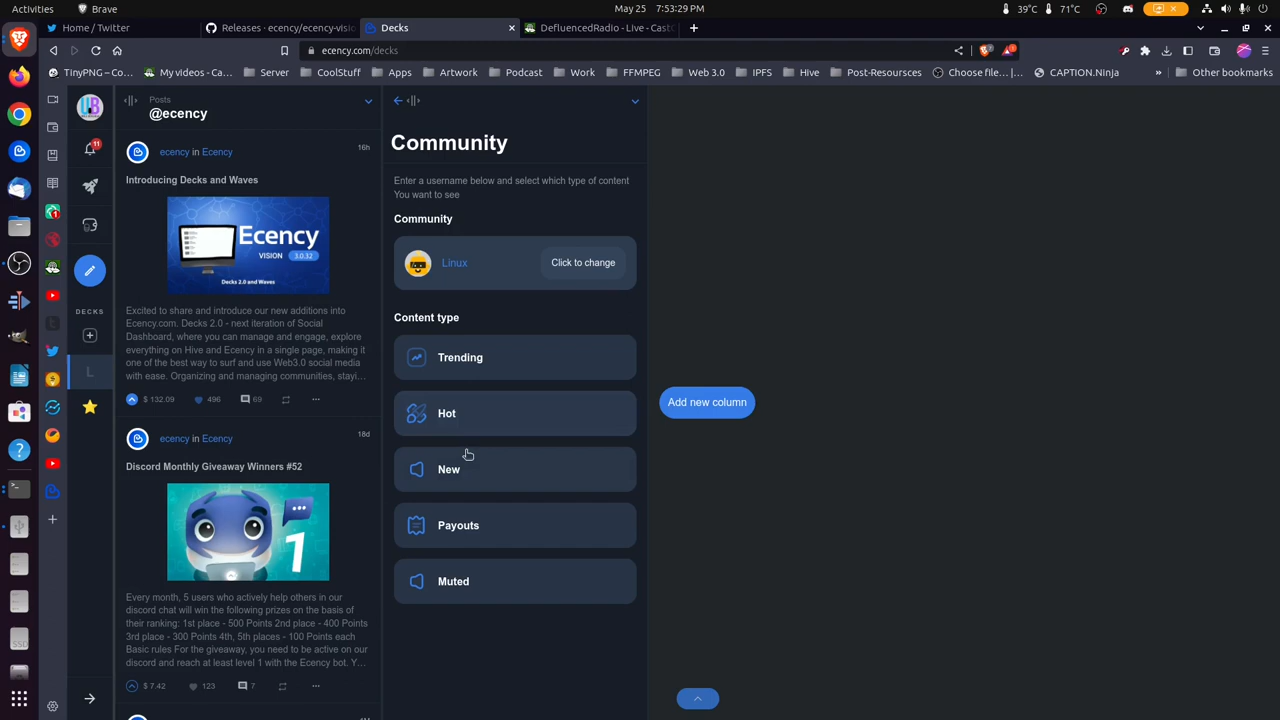 Activities
Brave
May 25 7:53:29 PM
39°C
71°C
Home / Twitter
Releases · ecency/ecency-visio
Decks
DefluencedRadio - Live - CastG
ecency.com/decks
TinyPNG – Co...
My videos - Ca...
Server
CoolStuff
Apps
Artwork
Podcast
Work
FFMPEG
Web 3.0
IPFS
Hive
Post-Resoursces
Choose file... |...
CAPTION.Ninja
»
Other bookmarks
11
DECKS
L
Posts
@ecency
ecency in Ecency
16h
Introducing Decks and Waves
Ecency
VISION 3.0.32
Decks 2.0 and Waves
Excited to share and introduce our new additions into
Ecency.com. Decks 2.0 - next iteration of Social
Dashboard, where you can manage and engage, explore
everything on Hive and Ecency in a single page, making it
one of the best way to surf and use Web3.0 social media
with ease. Organizing and managing communities, stayi...
$ 132.09
496
69
ecency in Ecency
18d
Discord Monthly Giveaway Winners #52
1
Every month, 5 users who actively help others in our
discord chat will win the following prizes on the basis of
their ranking: 1st place - 500 Points 2nd place - 400 Points
3rd place - 300 Points 4th, 5th places - 100 Points each
Basic rules For the giveaway, you need to be active on our
discord and reach at least level 1 with the Ecency bot. Y...
$ 7.42
123
7
Community
Enter a username below and select which type of content
You want to see
Community
Linux
Click to change
Content type
Trending
Hot
New
Payouts
Muted
Add new column